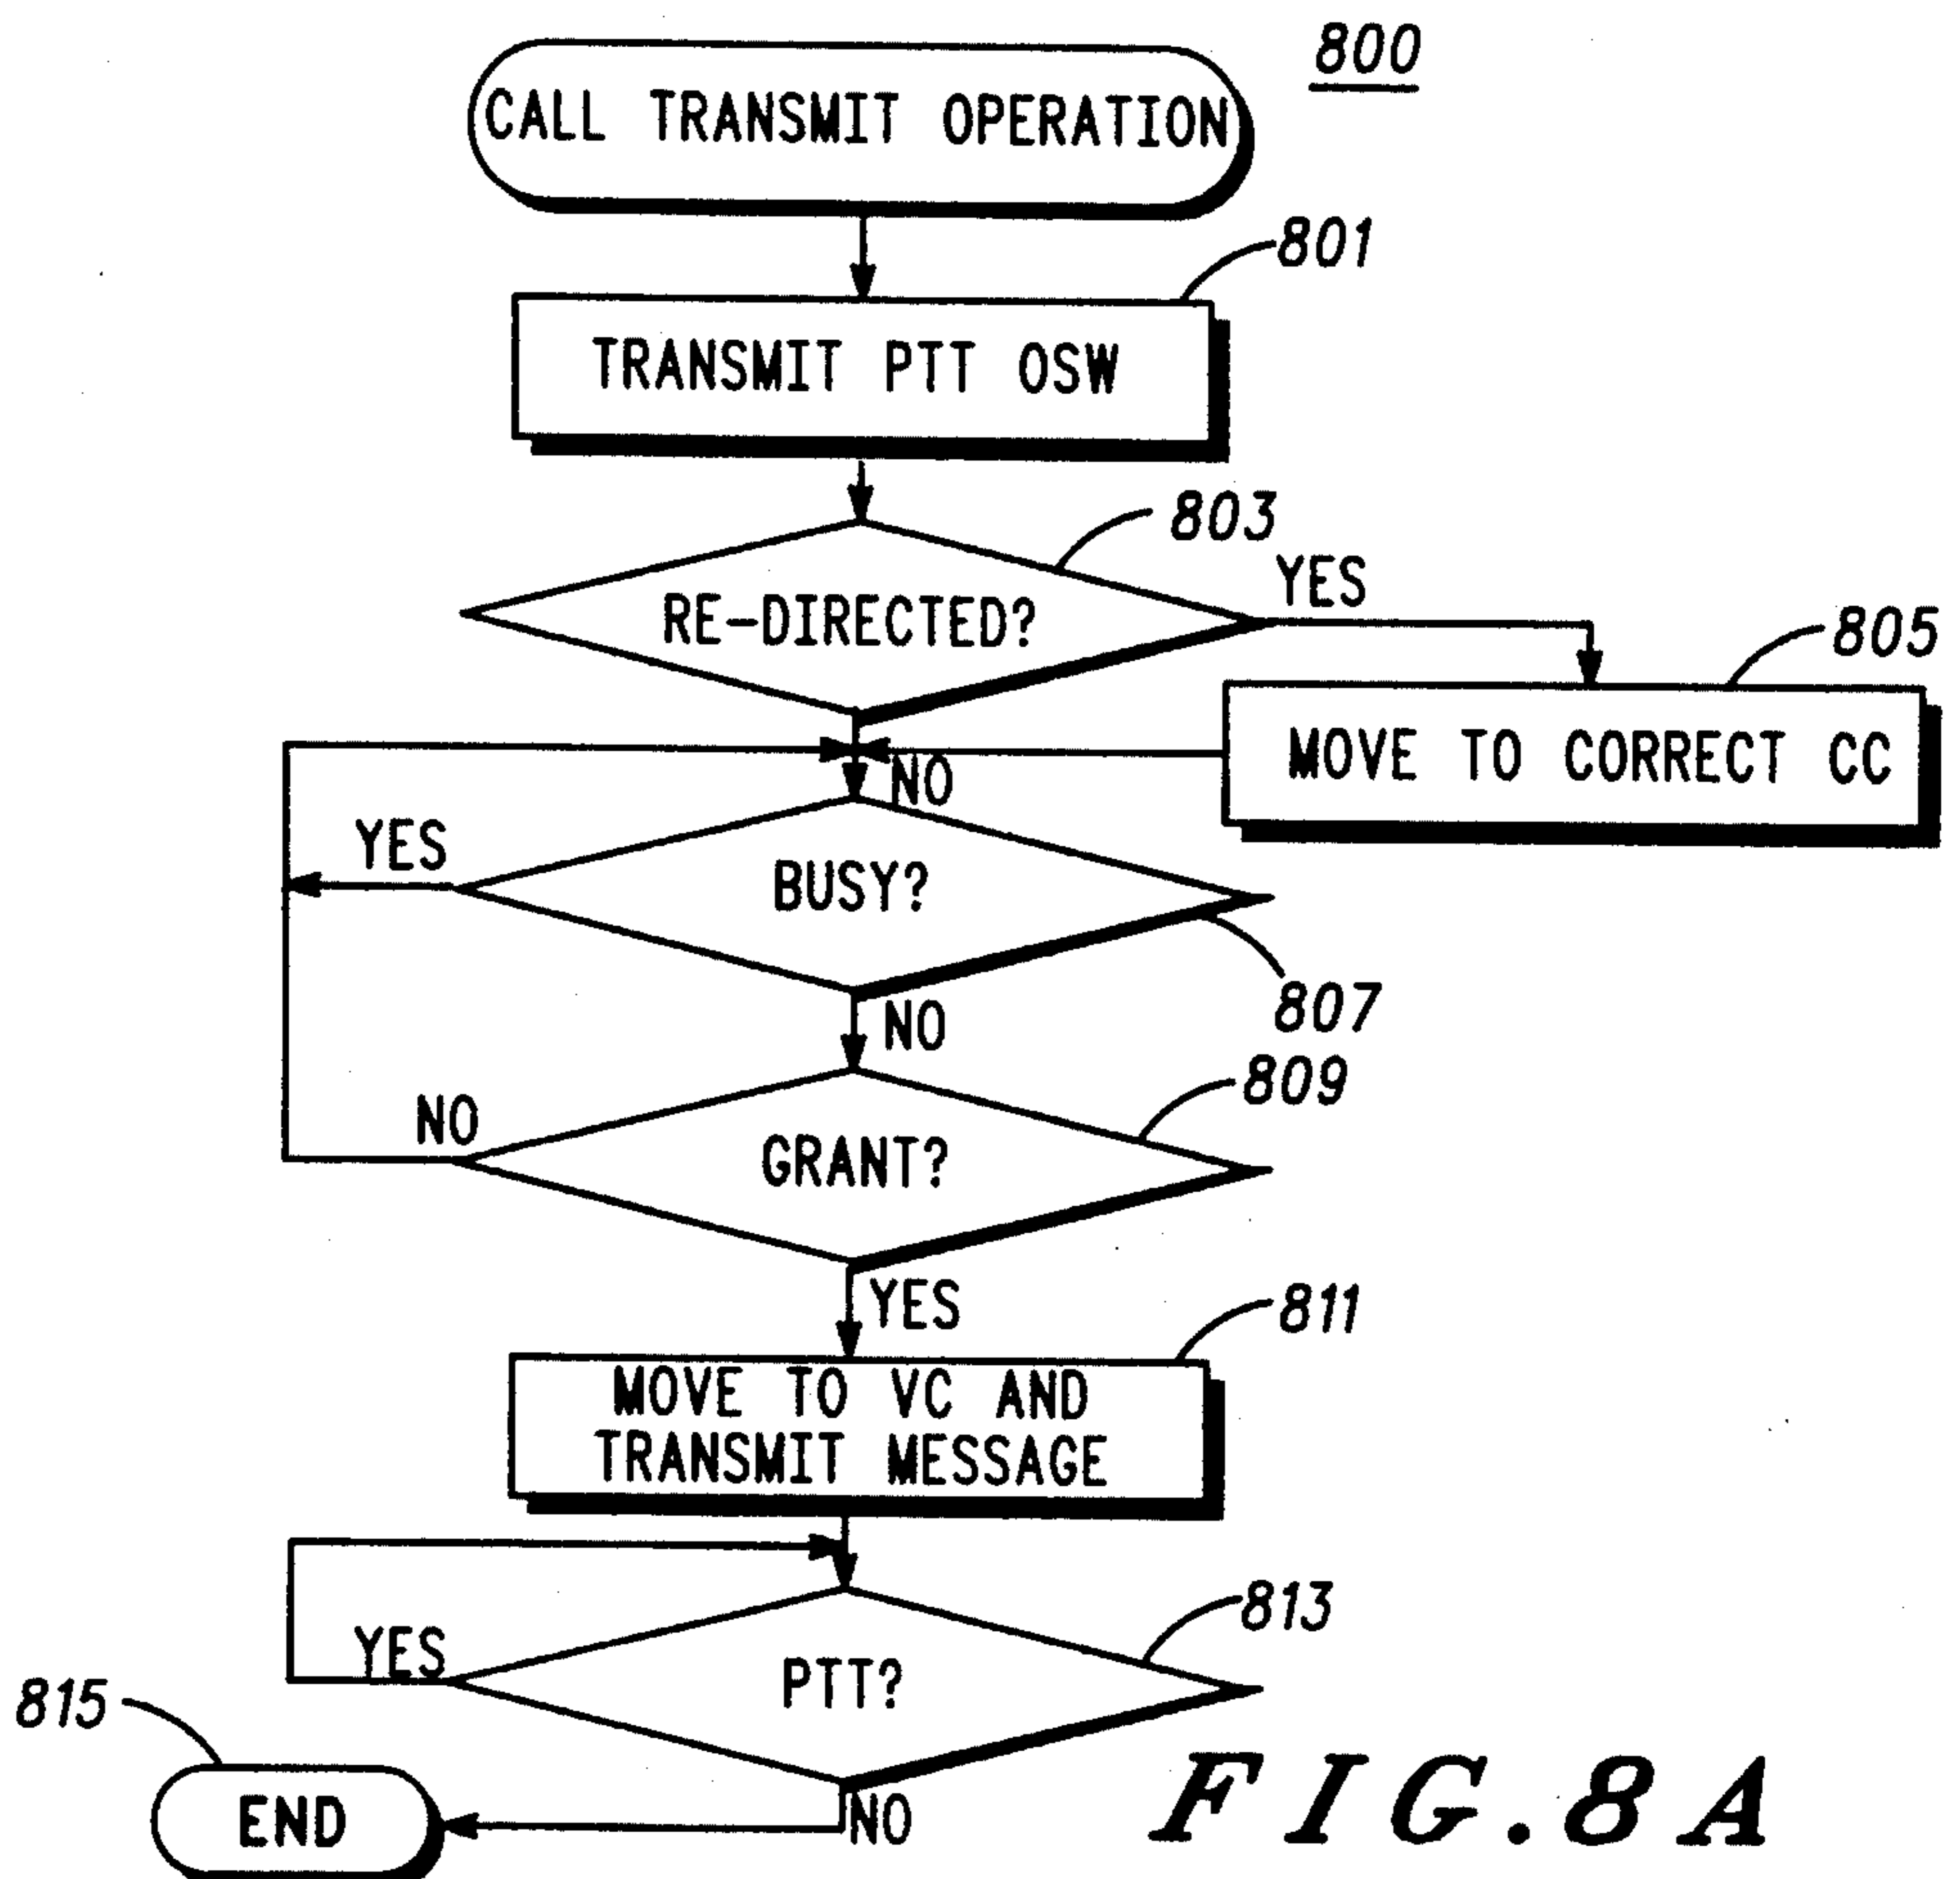 800
CALL TRANSMIT OPERATION
801
TRANSMIT PTT OSW
803
RE-DIRECTED?
YES
805
MOVE TO CORRECT CC
NO
YES
BUSY?
807
NO
809
NO
GRANT?
YES
811
MOVE TO VC AND
TRANSMIT MESSAGE
813
YES
PTT?
815
NO
END
FIG.8A